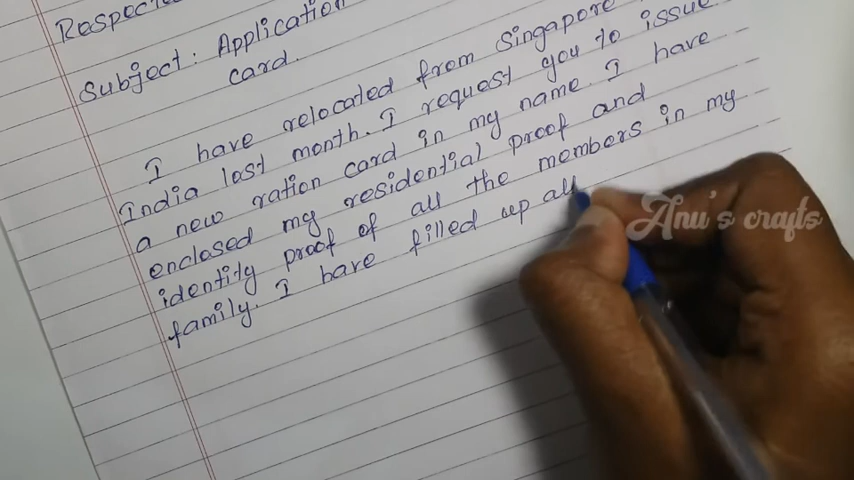 Respecte
Subject: Application
card.
I have relocated from Singapore
India last month. I request you to issue
a new ration card in my name. I have
enclosed my residential proof and
identity proof of all the members in my
family. I have filled up all
Anu's crafts